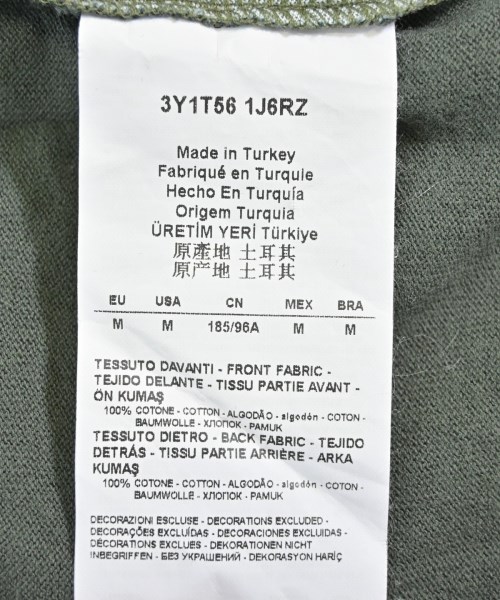 3Y1T56 1J6RZ
Made in Turkey
Fabriqué en Turquie
Hecho En Turquía
Origem Turquia
ÜRETİM YERİ Türkiye
原產地 土耳其
原产地 土耳其
EU USA CN MEX BRA
M M 185/96A M M
TESSUTO DAVANTI - FRONT FABRIC -
TEJIDO DELANTE - TISSU PARTIE AVANT -
ÖN KUMAŞ
100% COTONE - COTTON - ALGODÃO - algodón - COTON -
BAUMWOLLE - ХЛОПОК - PAMUK
TESSUTO DIETRO - BACK FABRIC - TEJIDO
DETRÁS - TISSU PARTIE ARRIÈRE - ARKA
KUMAŞ
100% COTONE - COTTON - ALGODÃO - algodón - COTON -
BAUMWOLLE - ХЛОПОК - PAMUK
DECORAZIONI ESCLUSE - DECORATIONS EXCLUDED -
DECORAÇÕES EXCLUÍDAS - DECORACIONES EXCLUIDAS -
DÉCORATIONS EXCLUES - DEKORATIONEN NICHT
INBEGRIFFEN - БЕЗ УКРАШЕНИЙ - DEKORASYON HARİÇ